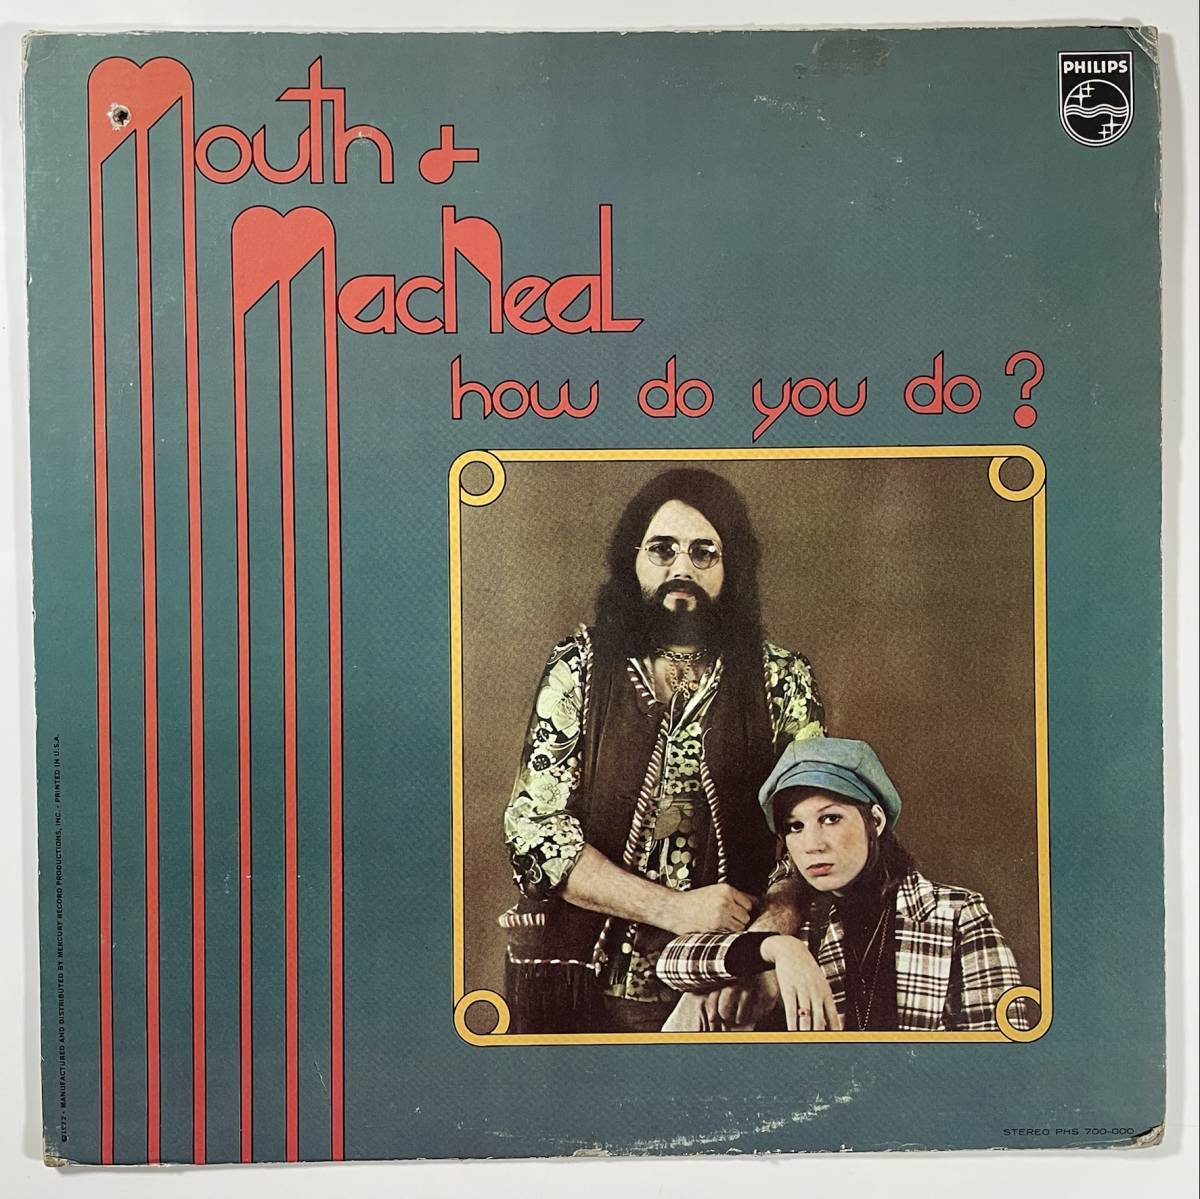 PHILIPS
Mouth +
MacNeal
how do you do?
©1972 • MANUFACTURED AND DISTRIBUTED BY MERCURY RECORD PRODUCTIONS, INC. • PRINTED IN U.S.A.
STEREO PHS 700-000